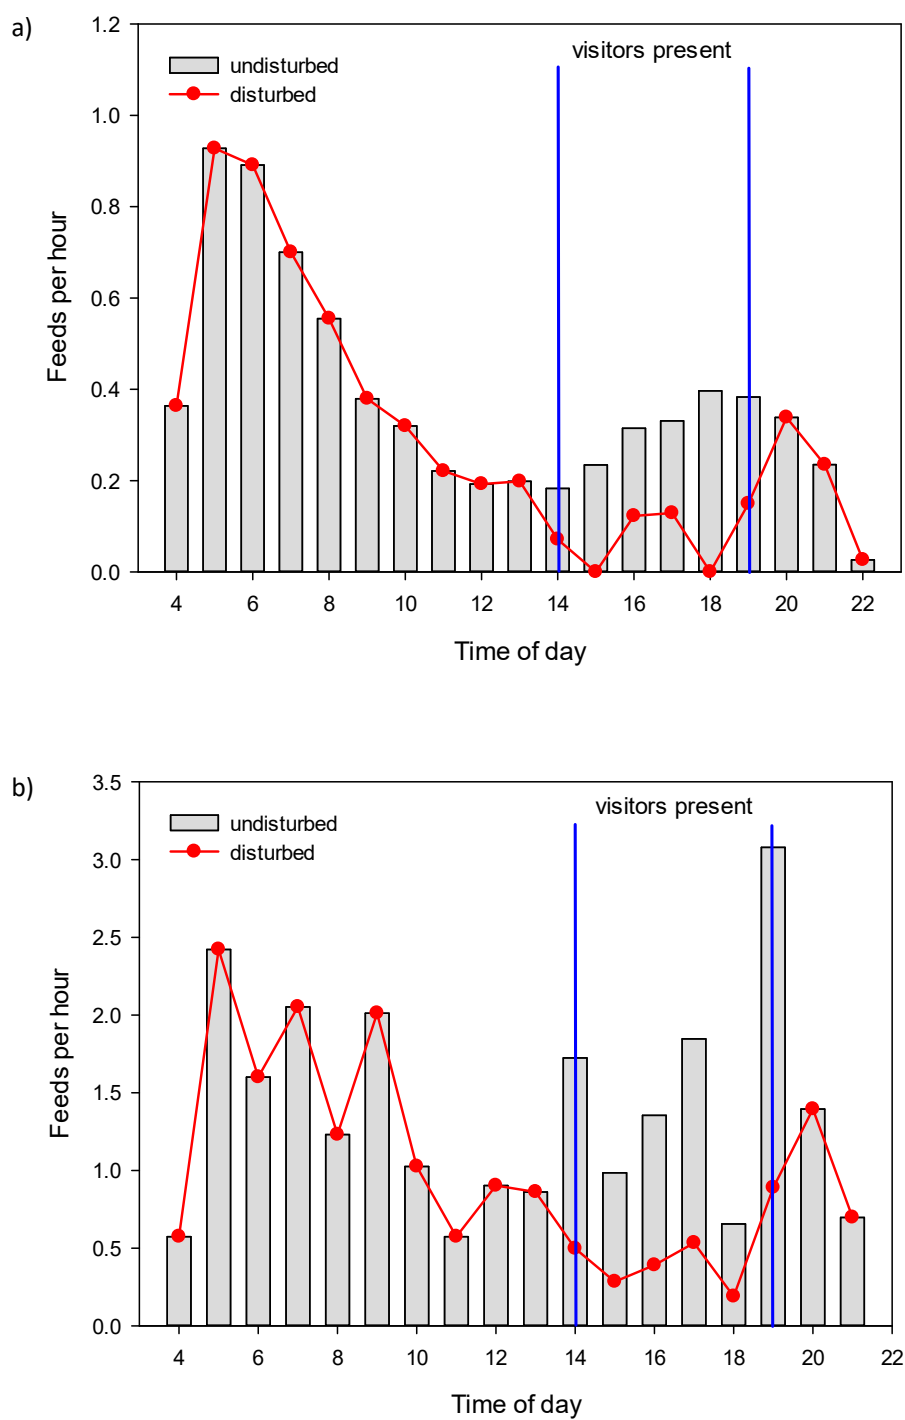 a)
visitors present
undisturbed
disturbed
1.2
1.0
0.8
0.6
0.4
0.2
0.0
Feeds per hour
4 6 8 10 12 14 16 18 20 22
Time of day
b)
visitors present
undisturbed
disturbed
3.5
3.0
2.5
2.0
1.5
1.0
0.5
0.0
Feeds per hour
4 6 8 10 12 14 16 18 20 22
Time of day